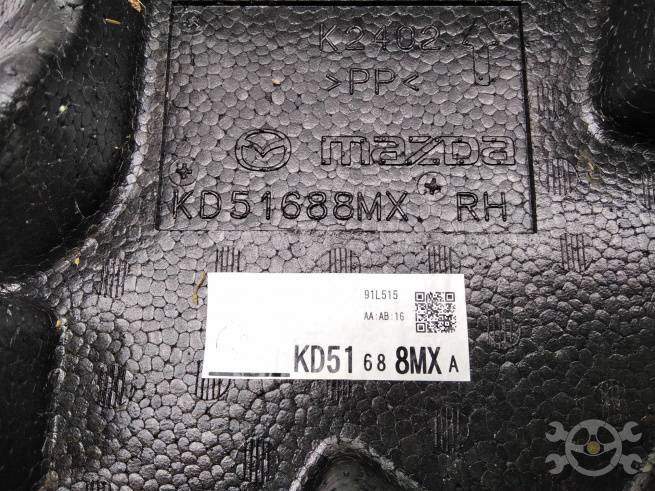 K2402
>PP<
mazda
KD51688MX RH
91L515
AA:AB:16
KD51 68 8MX A